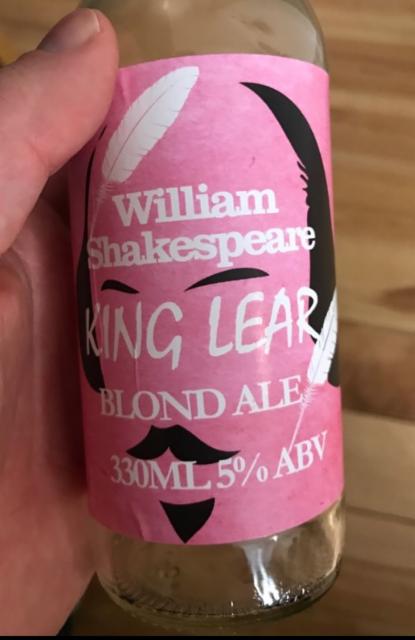 William
Shakespeare
KING LEAR
BLOND ALE
330ML 5% ABV